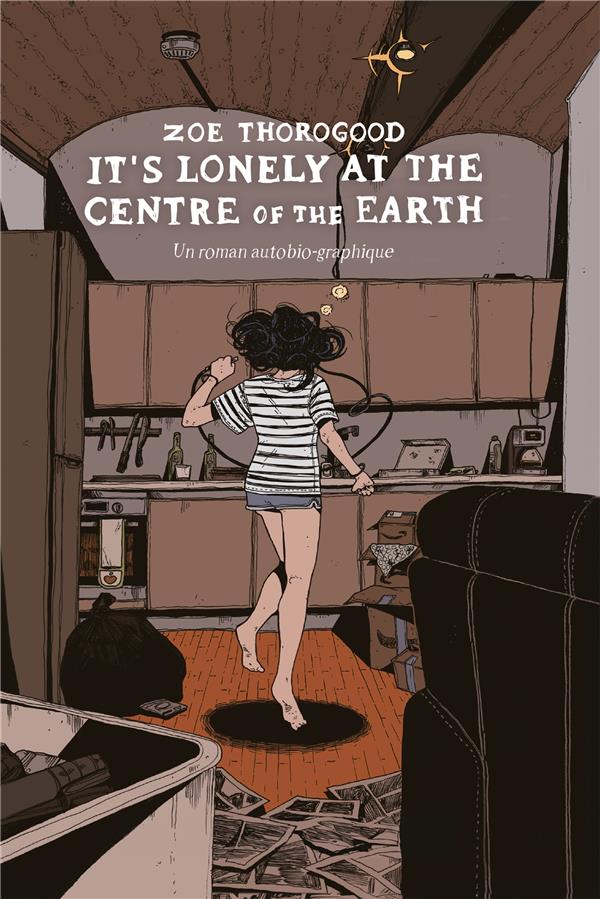 ZOE THOROGOOD
IT'S LONELY AT THE
CENTRE OF THE EARTH
Un roman autobio-graphique